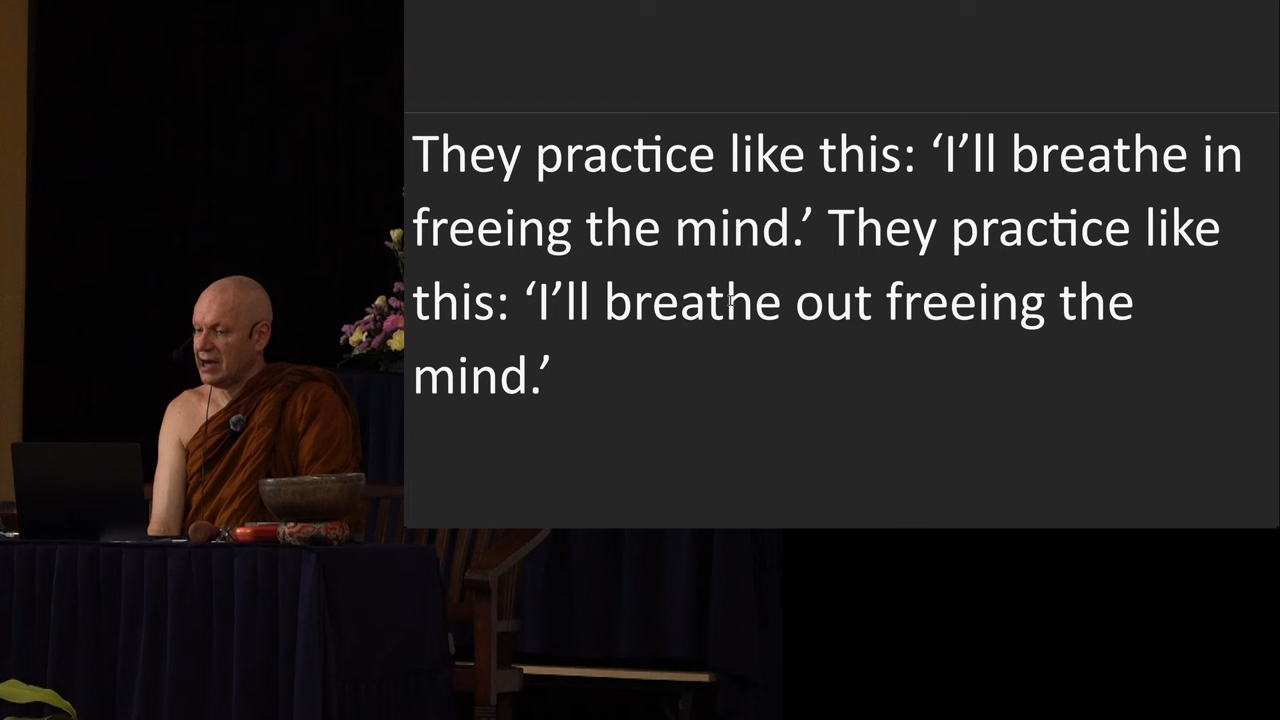 They practice like this: ‘I’ll breathe in
freeing the mind.’ They practice like
this: ‘I’ll breathe out freeing the
mind.’